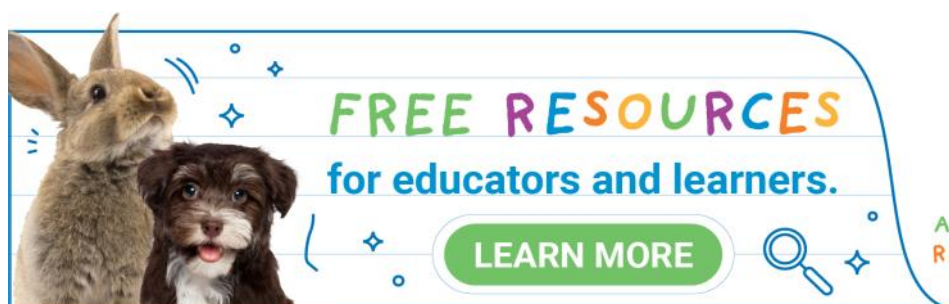 FREE RESOURCES
for educators and learners.
LEARN MORE
A
R